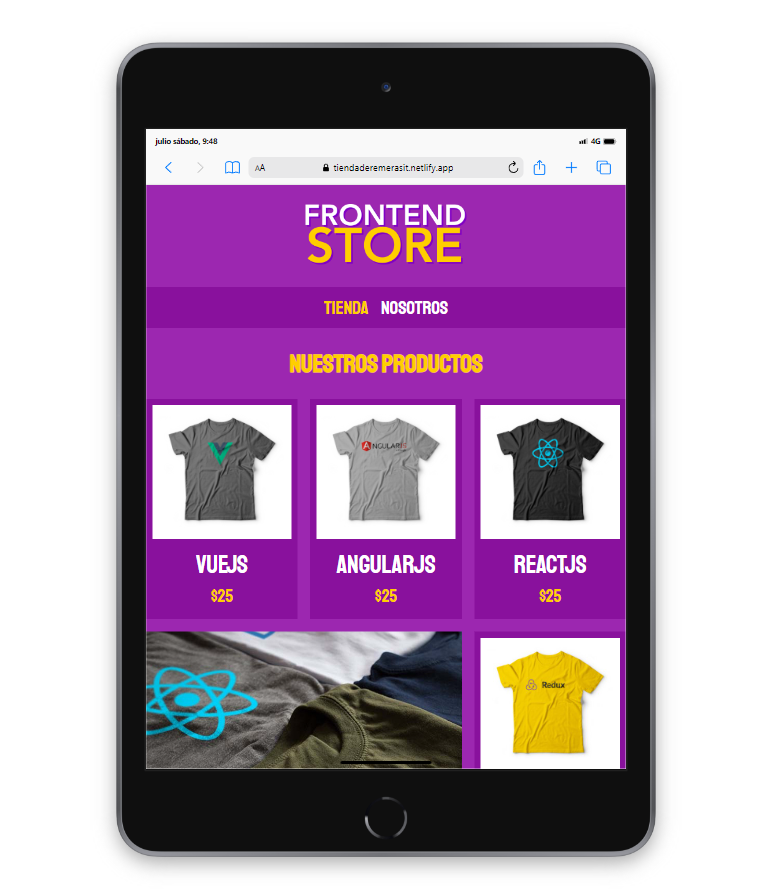 julio sábado, 9:48
4G
AA
tiendaderemerasit.netlify.app
FRONTEND
STORE
TIENDA NOSOTROS
NUESTROS PRODUCTOS
ANGULARJS
VUEJS
ANGULARJS
REACTJS
$25
$25
$25
Redux